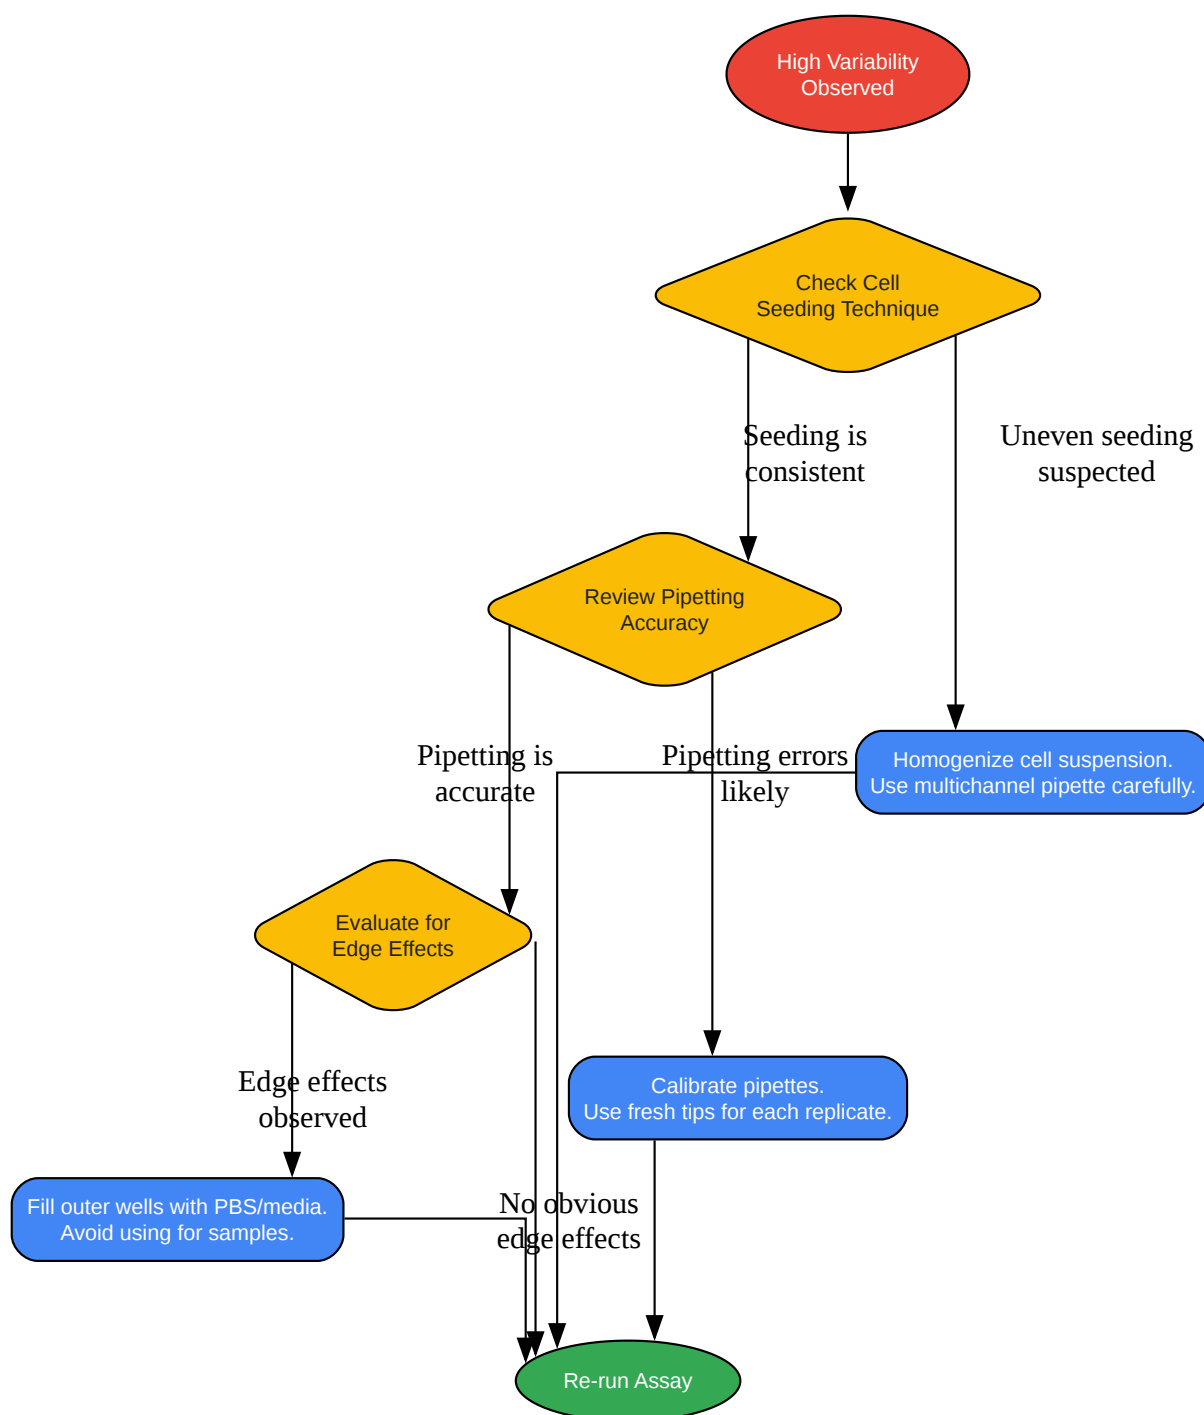 High Variability
Observed
Check Cell
Seeding Technique
Seeding is
consistent
Uneven seeding
suspected
Review Pipetting
Accuracy
Pipetting is
accurate
Pipetting errors
likely
Homogenize cell suspension.
Use multichannel pipette carefully.
Evaluate for
Edge Effects
Edge effects
observed
Calibrate pipettes.
Use fresh tips for each replicate.
Fill outer wells with PBS/media.
Avoid using for samples.
No obvious
edge effects
Re-run Assay